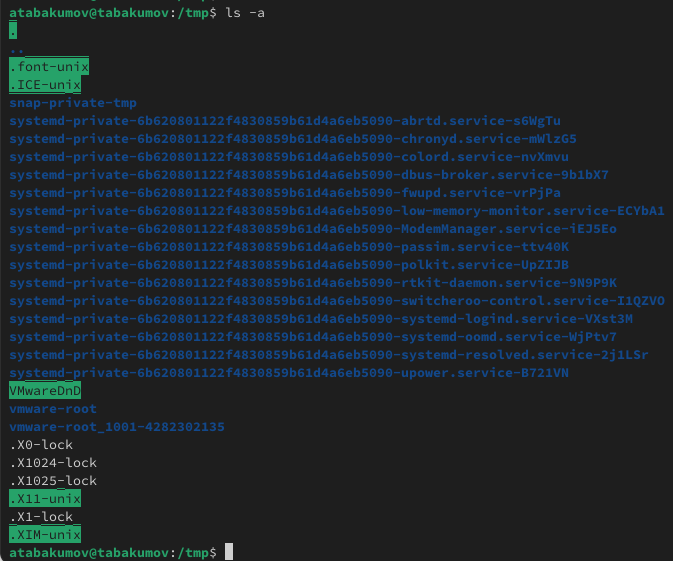 atabakumov@tabakumov:/tmp$ ls -a
.
..
.font-unix
.ICE-unix
snap-private-tmp
systemd-private-6b620801122f4830859b61d4a6eb5090-abrtd.service-s6WgTu
systemd-private-6b620801122f4830859b61d4a6eb5090-chronyd.service-mWlzG5
systemd-private-6b620801122f4830859b61d4a6eb5090-colord.service-nvXmvu
systemd-private-6b620801122f4830859b61d4a6eb5090-dbus-broker.service-9b1bX7
systemd-private-6b620801122f4830859b61d4a6eb5090-fwupd.service-vrPjPa
systemd-private-6b620801122f4830859b61d4a6eb5090-low-memory-monitor.service-ECYbA1
systemd-private-6b620801122f4830859b61d4a6eb5090-ModemManager.service-iEJ5Eo
systemd-private-6b620801122f4830859b61d4a6eb5090-passim.service-ttv40K
systemd-private-6b620801122f4830859b61d4a6eb5090-polkit.service-UpZIJB
systemd-private-6b620801122f4830859b61d4a6eb5090-rtkit-daemon.service-9N9P9K
systemd-private-6b620801122f4830859b61d4a6eb5090-switcheroo-control.service-I1QZVO
systemd-private-6b620801122f4830859b61d4a6eb5090-systemd-logind.service-VXst3M
systemd-private-6b620801122f4830859b61d4a6eb5090-systemd-oomd.service-WjPtv7
systemd-private-6b620801122f4830859b61d4a6eb5090-systemd-resolved.service-2j1LSr
systemd-private-6b620801122f4830859b61d4a6eb5090-upower.service-B721VN
VMwareDnD
vmware-root
vmware-root_1001-4282302135
.X0-lock
.X1024-lock
.X1025-lock
.X11-unix
.X1-lock
.XIM-unix
atabakumov@tabakumov:/tmp$